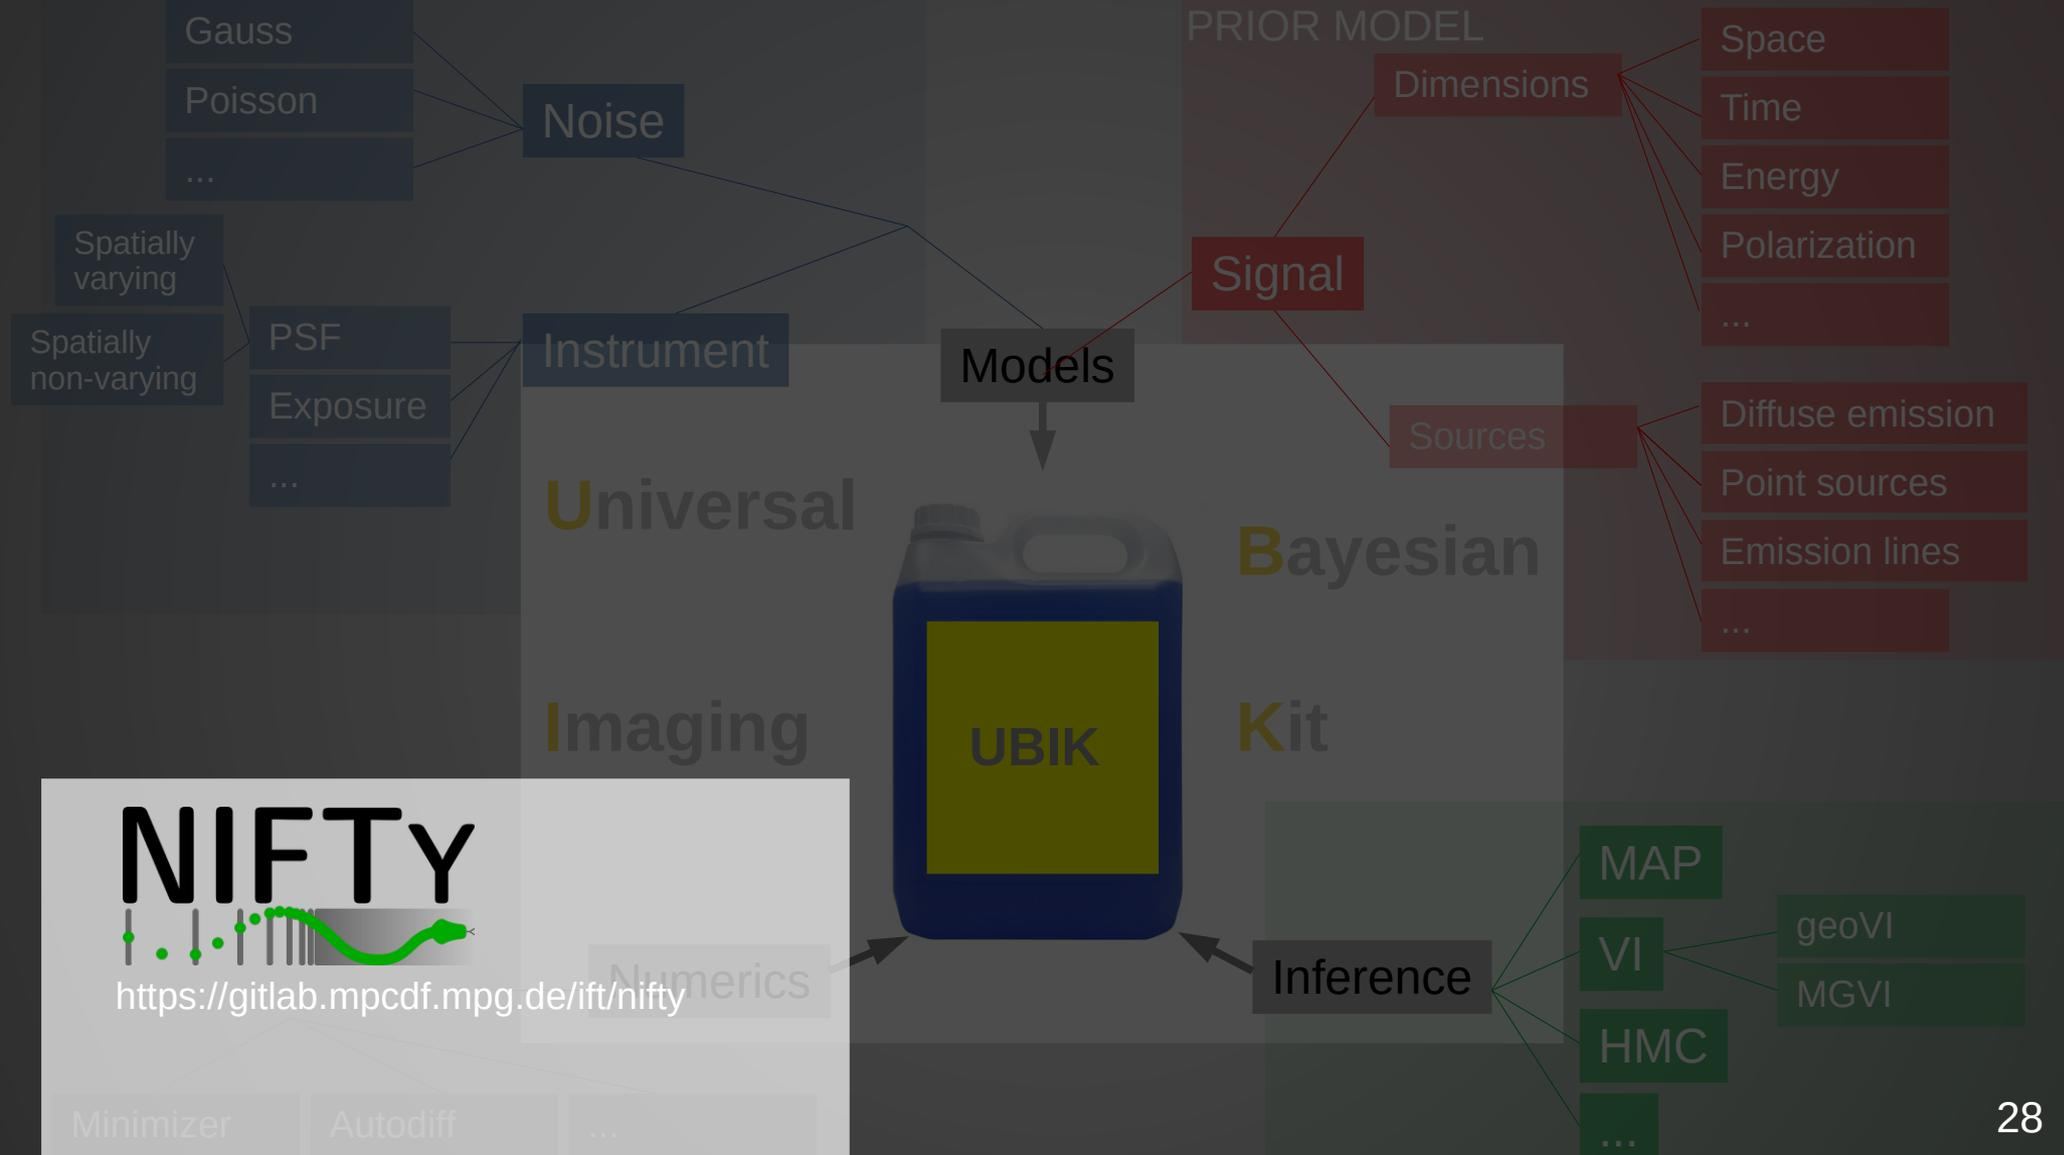 Gauss
Poisson
...
Noise
Spatially
varying
Spatially
non-varying
PSF
Exposure
...
Instrument
Models
PRIOR MODEL
Dimensions
Space
Time
Energy
Polarization
...
Signal
Sources
Diffuse emission
Point sources
Emission lines
...
Universal
Bayesian
Imaging
Kit
UBIK
NIFTY
Numerics
https://gitlab.mpcdf.mpg.de/ift/nifty
Minimizer
Autodiff
...
Inference
MAP
VI
geoVI
MGVI
HMC
...
28